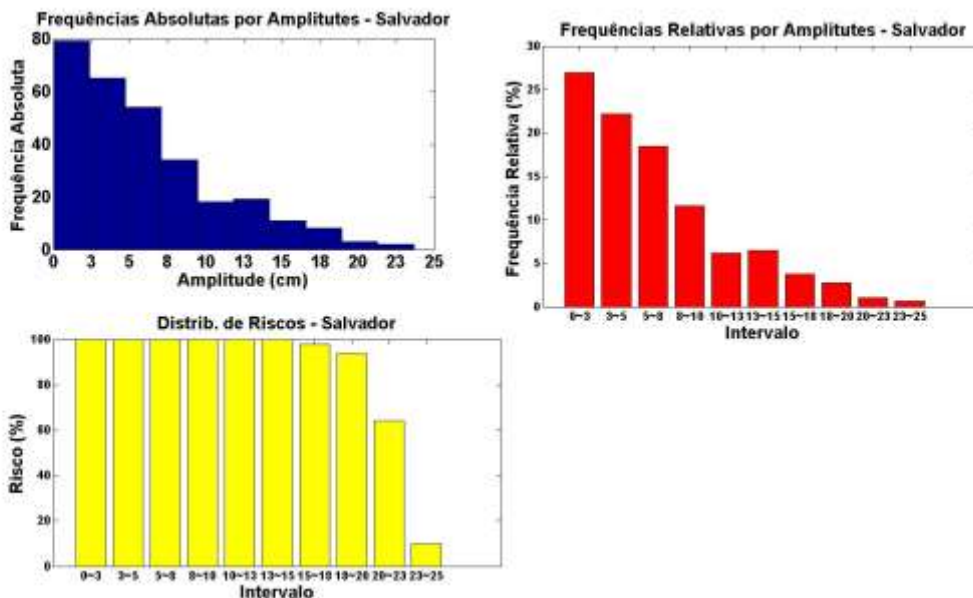 Frequências Absolutas por Amplitutes - Salvador
Frequência Absoluta
80
60
40
20
0
0 3 5 8 10 13 15 18 20 23 25
Amplitude (cm)
Frequências Relativas por Amplitutes - Salvador
Frequência Relativa (%)
30
25
20
15
10
5
0
0~3 3~5 5~8 8~10 10~13 13~15 15~18 18~20 20~23 23~25
Intervalo
Distrib. de Riscos - Salvador
Risco (%)
100
80
60
40
20
0
0~3 3~5 5~8 8~10 10~13 13~15 15~18 18~20 20~23 23~25
Intervalo